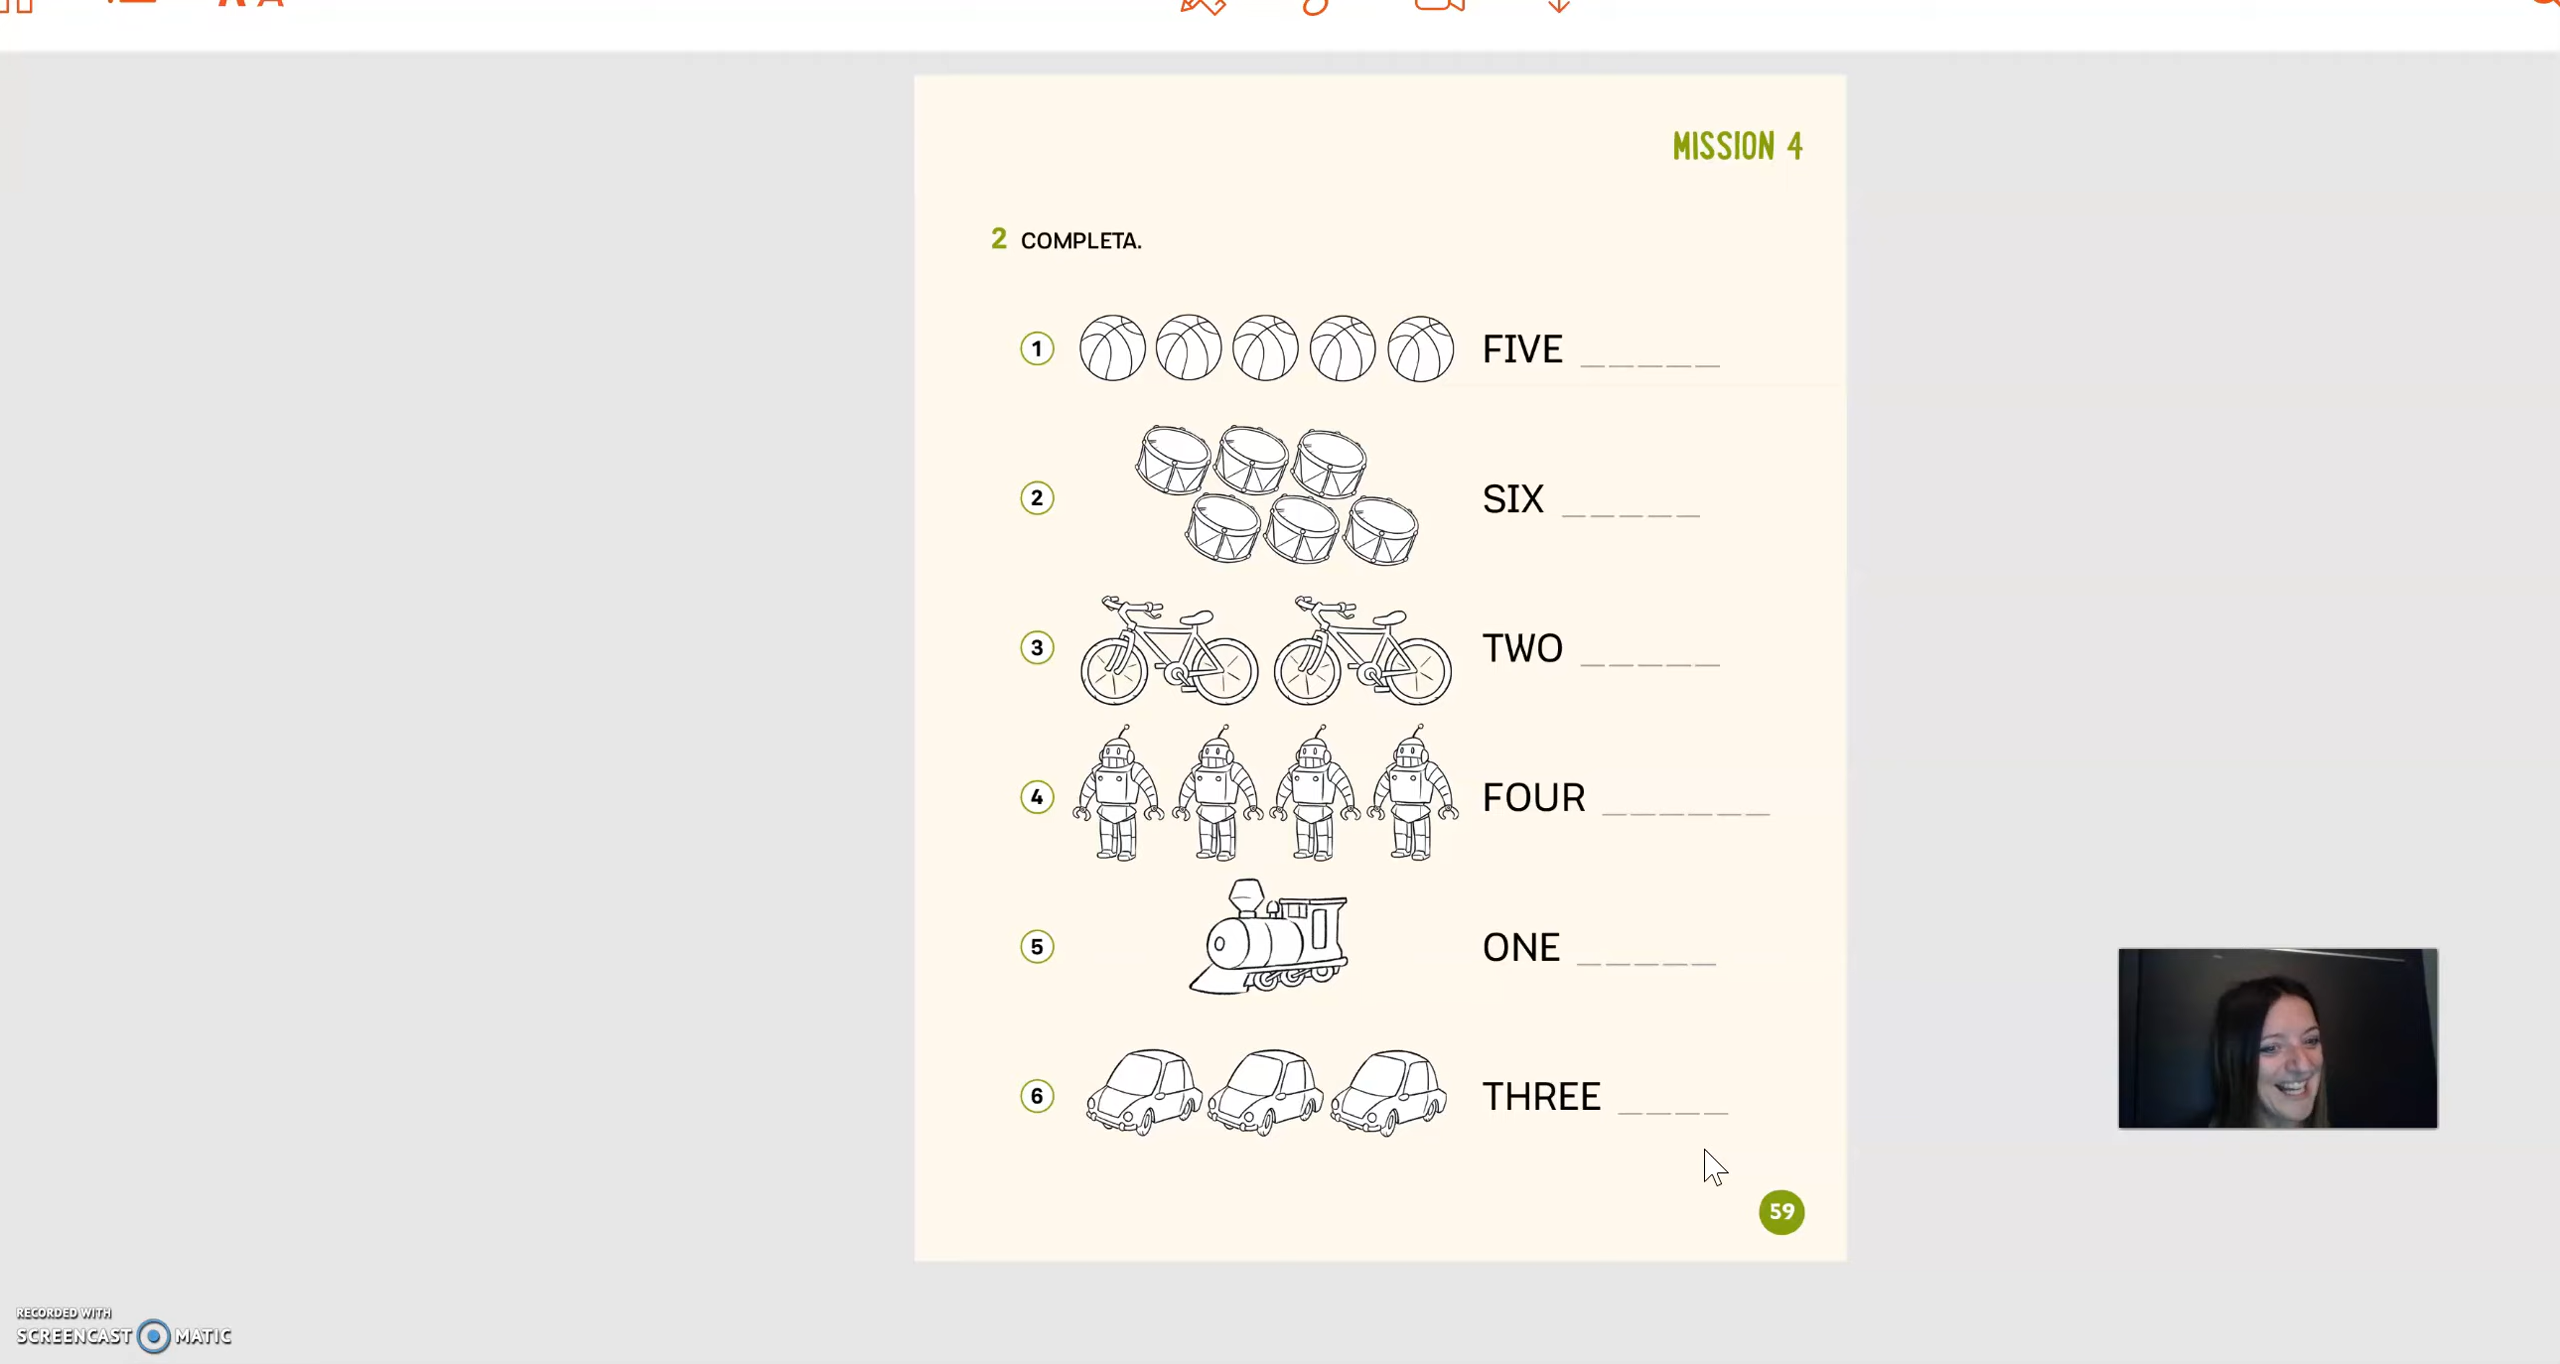 MISSION 4
2 COMPLETA.
1 FIVE _ _ _ _ _
2 SIX _ _ _ _ _
3 TWO _ _ _ _ _
4 FOUR _ _ _ _ _ _
5 ONE _ _ _ _ _
6 THREE _ _ _ _
59
RECORDED WITH
SCREENCAST MATIC